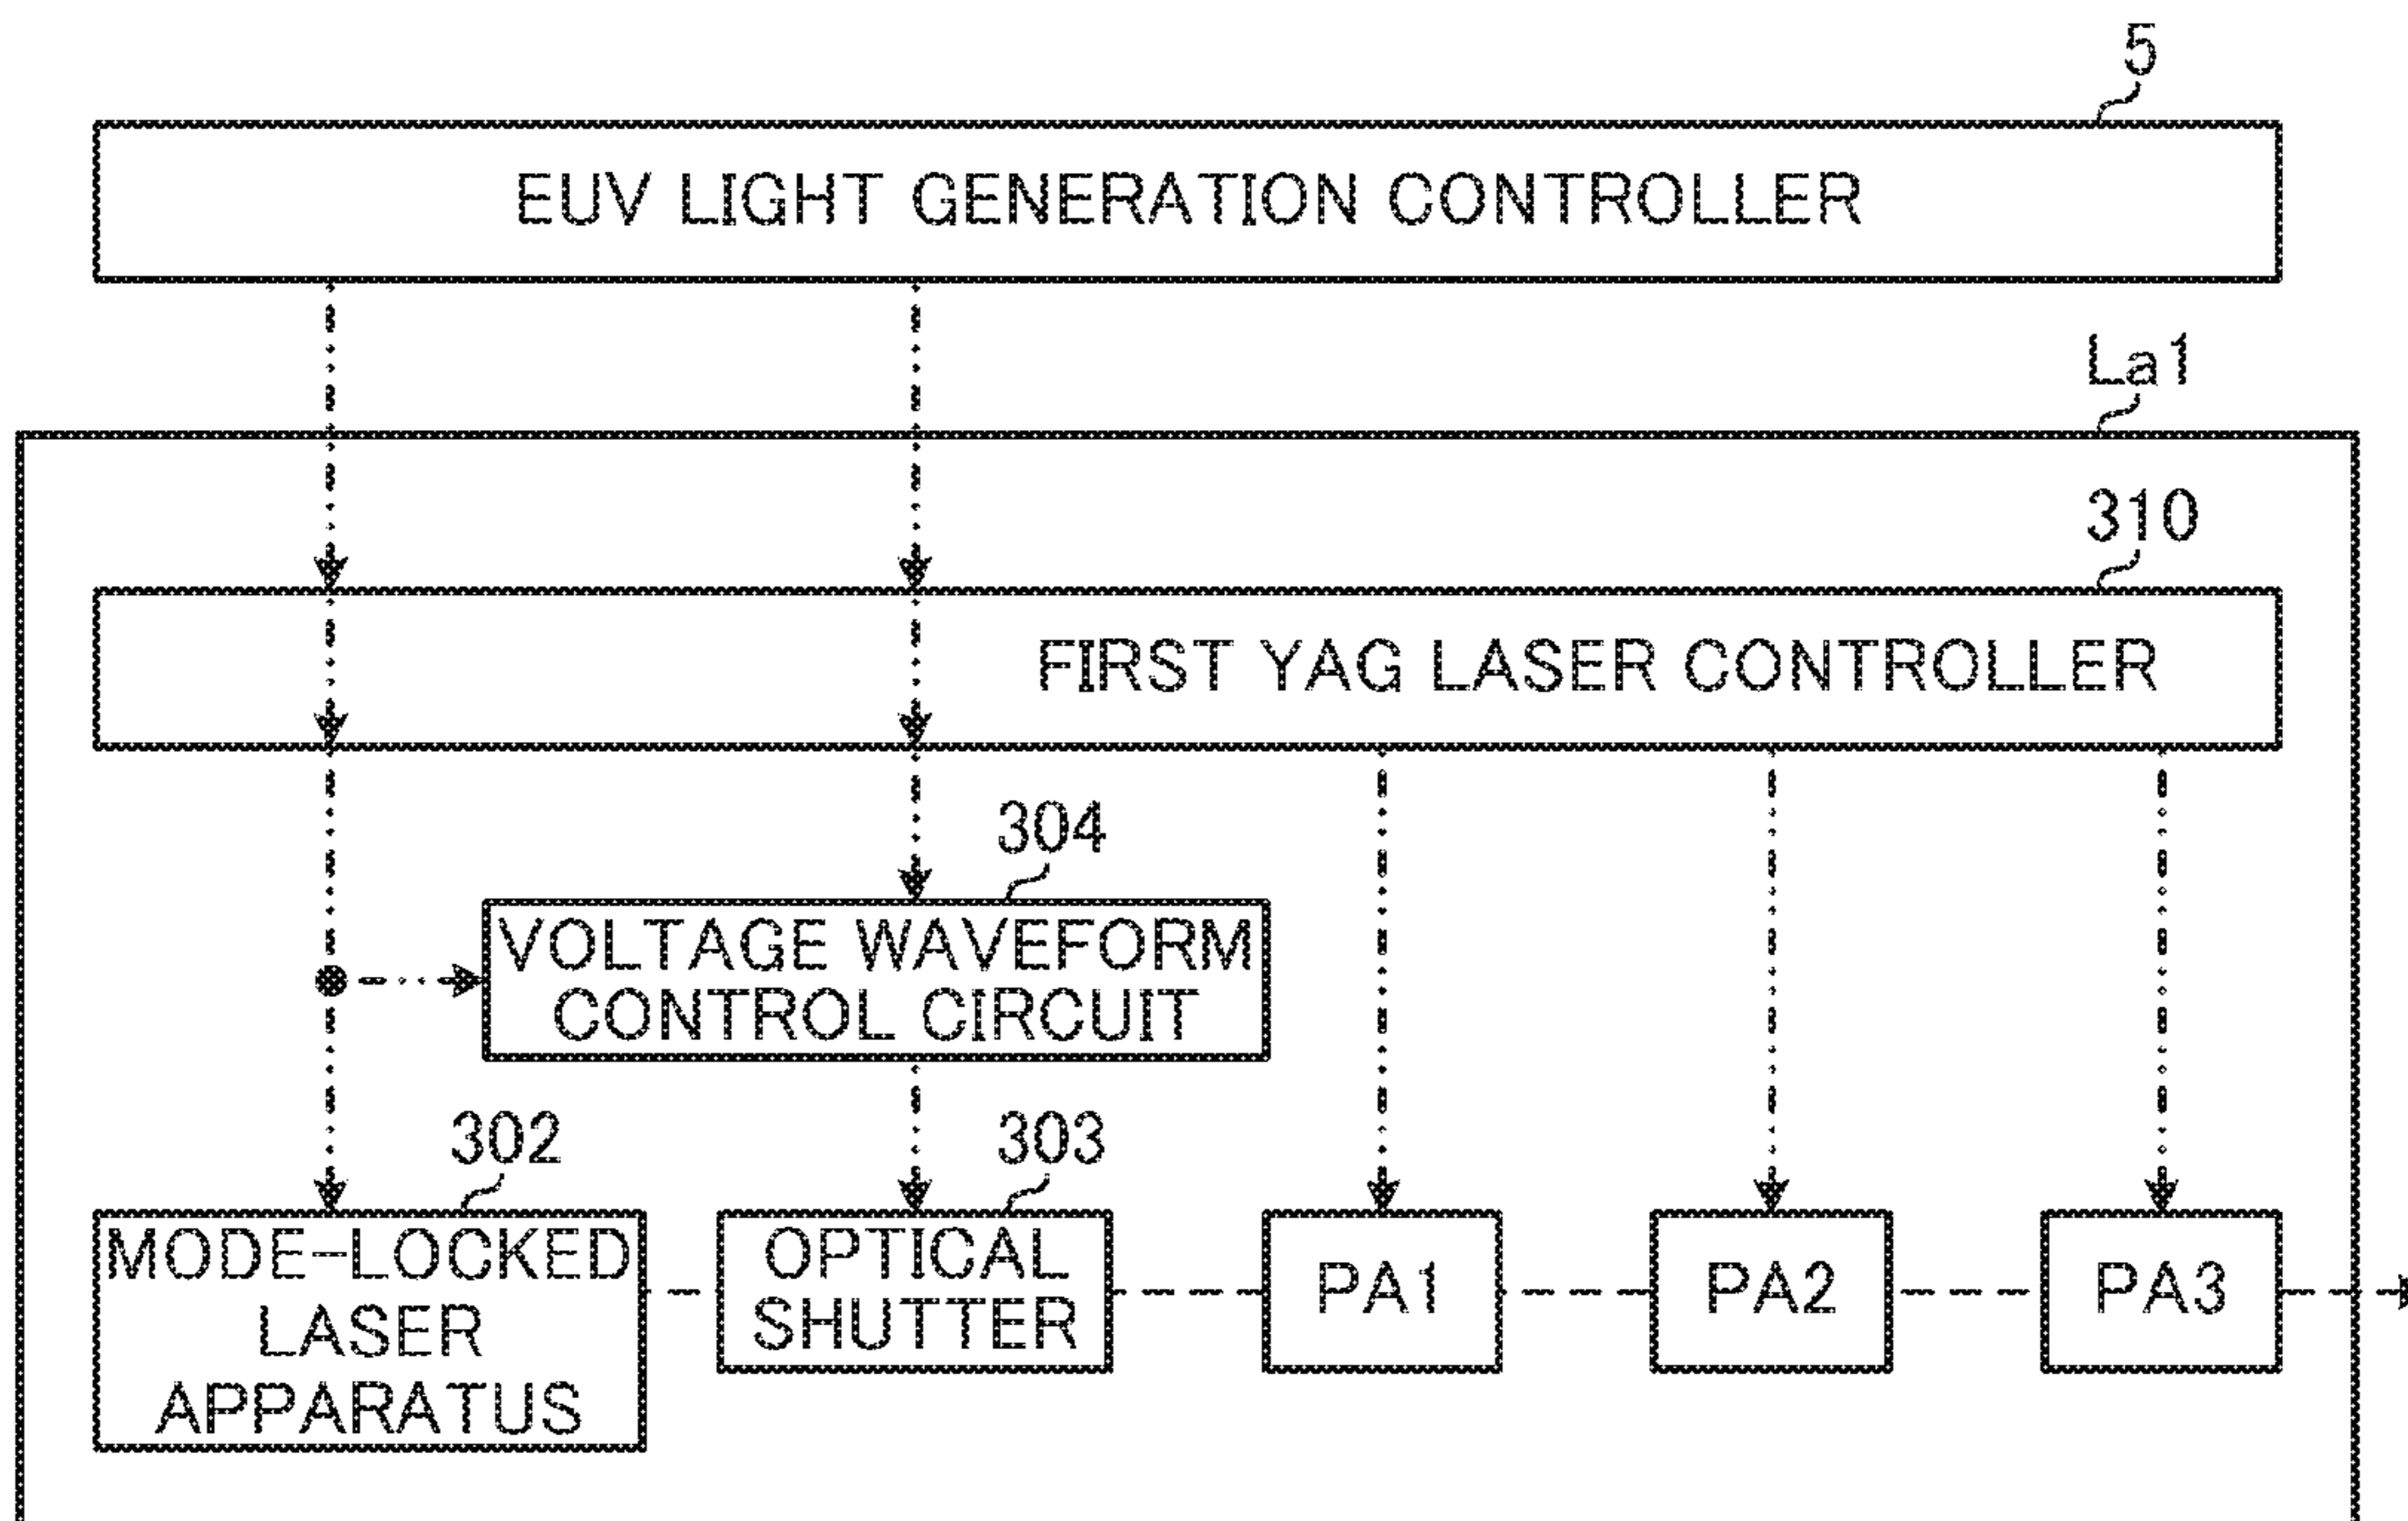 5
EUV LIGHT GENERATION CONTROLLER
La1
310
FIRST YAG LASER CONTROLLER
304
VOLTAGE WAVEFORM
CONTROL CIRCUIT
302
303
MODE-LOCKED
LASER
APPARATUS
OPTICAL
SHUTTER
PA1
PA2
PA3